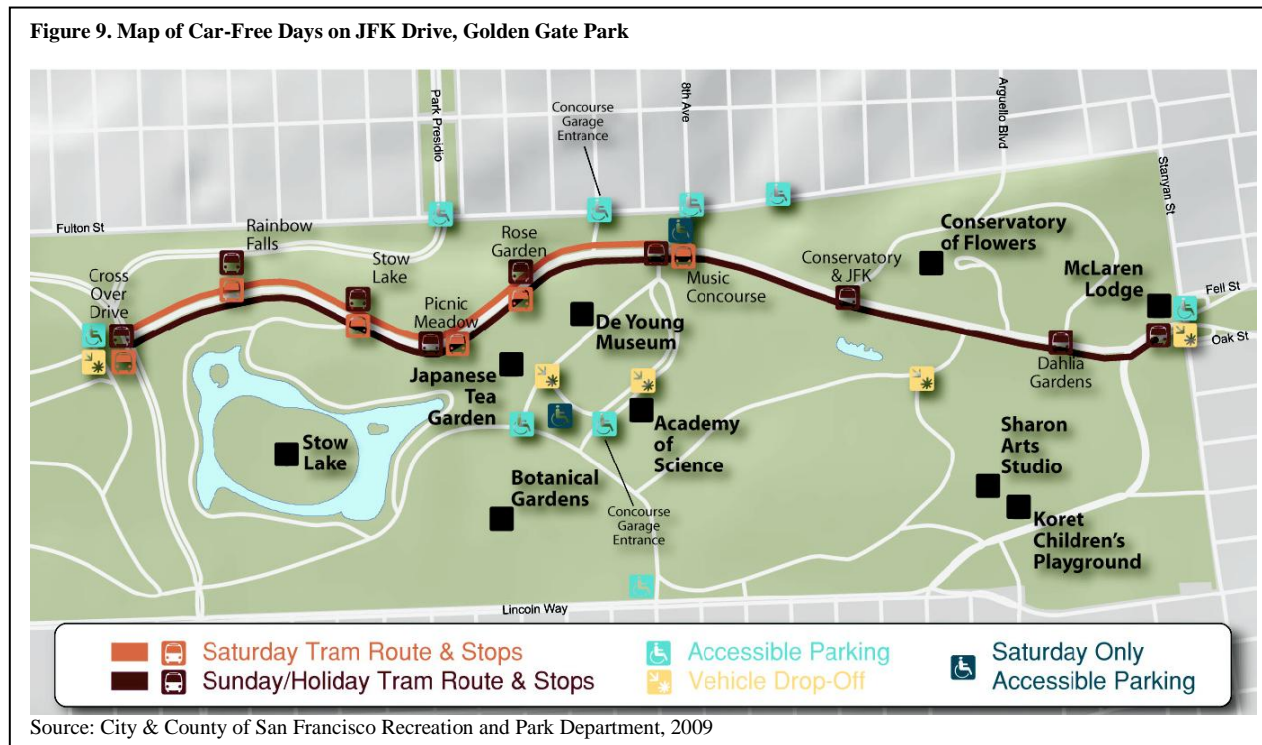 Figure 9. Map of Car-Free Days on JFK Drive, Golden Gate Park
Park Presidio
Concourse
Garage
Entrance
8th Ave
Arguello Blvd
Stanyan St
Fulton St
Rainbow
Falls
Cross
Over
Drive
Stow
Lake
Picnic
Meadow
Rose
Garden
Music
Concourse
Conservatory
& JFK
Conservatory
of Flowers
McLaren
Lodge
Fell St
Oak St
Dahlia
Gardens
De Young
Museum
Japanese
Tea
Garden
Academy
of
Science
Stow
Lake
Botanical
Gardens
Concourse
Garage
Entrance
Sharon
Arts
Studio
Koret
Children's
Playground
Lincoln Way
Saturday Tram Route & Stops
Sunday/Holiday Tram Route & Stops
Accessible Parking
Vehicle Drop-Off
Saturday Only
Accessible Parking
Source: City & County of San Francisco Recreation and Park Department, 2009